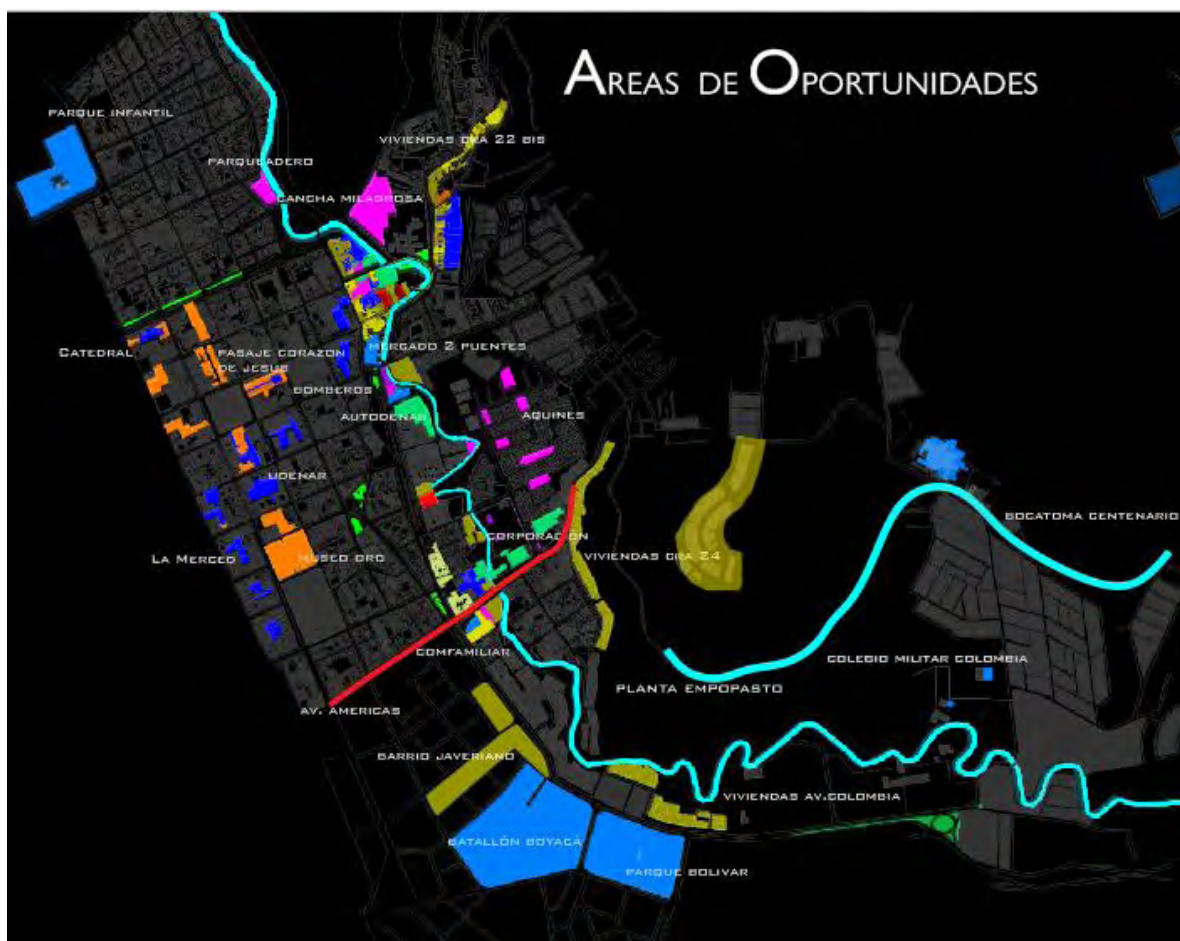 AREAS DE OPORTUNIDADES
PARQUE INFANTIL
VIVIENDAS CRA 22 BIS
PARQUEADERO
CANCHA MILAGROSA
CATEDRAL
PASAJE CORAZON
DE JESUS
MERCADO 2 PUENTES
BOMBEROS
AUTODENAR
AQUINES
UDENAR
BOCATOMA CENTENARIO
CORPORACION
LA MERCED
MUSEO ORO
VIVIENDAS CRA 24
COMFAMILIAR
COLEGIO MILITAR COLOMBIA
PLANTA EMPOPASTO
AV. AMERICAS
BARRIO JAVERIANO
VIVIENDAS AV.COLOMBIA
BATALLÓN BOYACÁ
PARQUE BOLIVAR